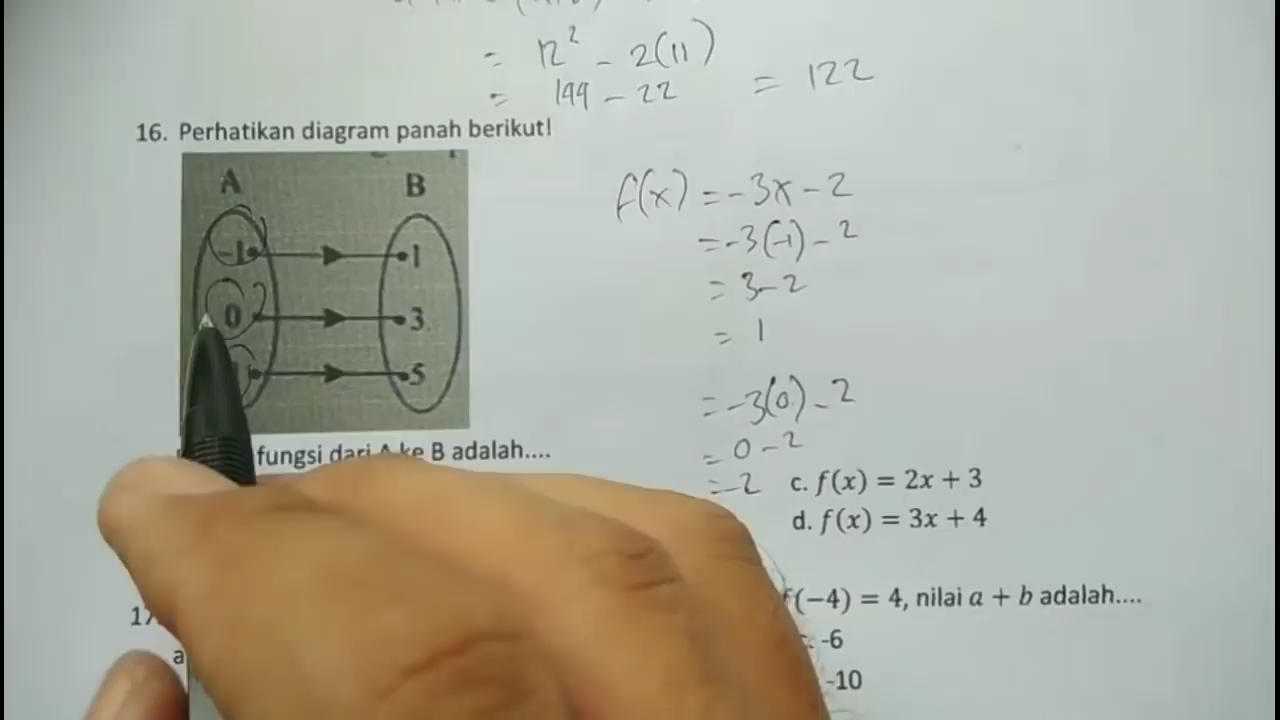 = 12² - 2(11)
= 144 - 22 = 122
16. Perhatikan diagram panah berikut!
A B
-1 1
0 3
5
f(x) = -3x - 2
= -3(-1) - 2
= 3 - 2
= 1
= -3(0) - 2
= 0 - 2
= -2
fungsi dari A ke B adalah....
c. f(x) = 2x + 3
d. f(x) = 3x + 4
17.
f(-4) = 4, nilai a + b adalah....
a
-6
-10